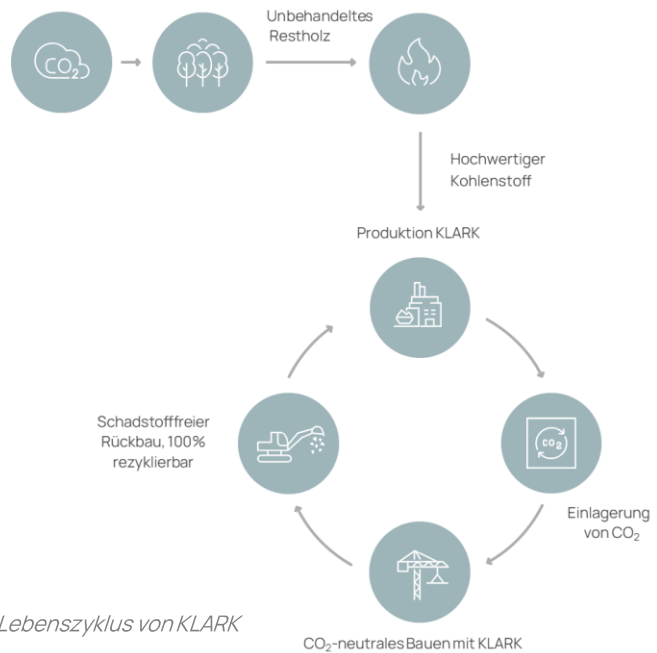 CO₂
Unbehandeltes
Restholz
Hochwertiger
Kohlenstoff
Produktion KLARK
Schadstofffreier
Rückbau, 100%
rezyklierbar
CO₂
Einlagerung
von CO₂
Lebenszyklus von KLARK
CO₂-neutrales Bauen mit KLARK